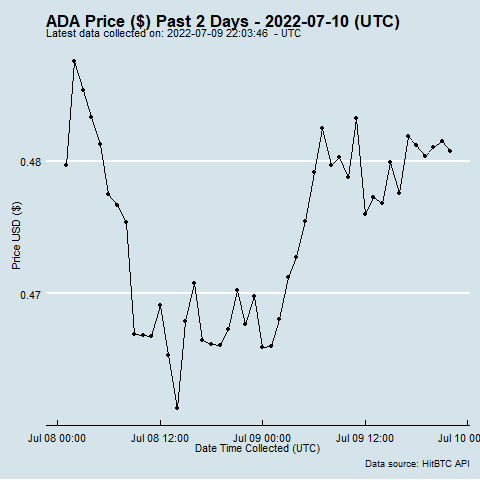 ADA Price ($) Past 2 Days - 2022-07-10 (UTC)
Latest data collected on: 2022-07-09 22:03:46  - UTC
0.48
Price USD ($)
0.47
Jul 08 00:00
Jul 08 12:00
Jul 09 00:00
Jul 09 12:00
Jul 10 00
Date Time Collected (UTC)
Data source: HitBTC API